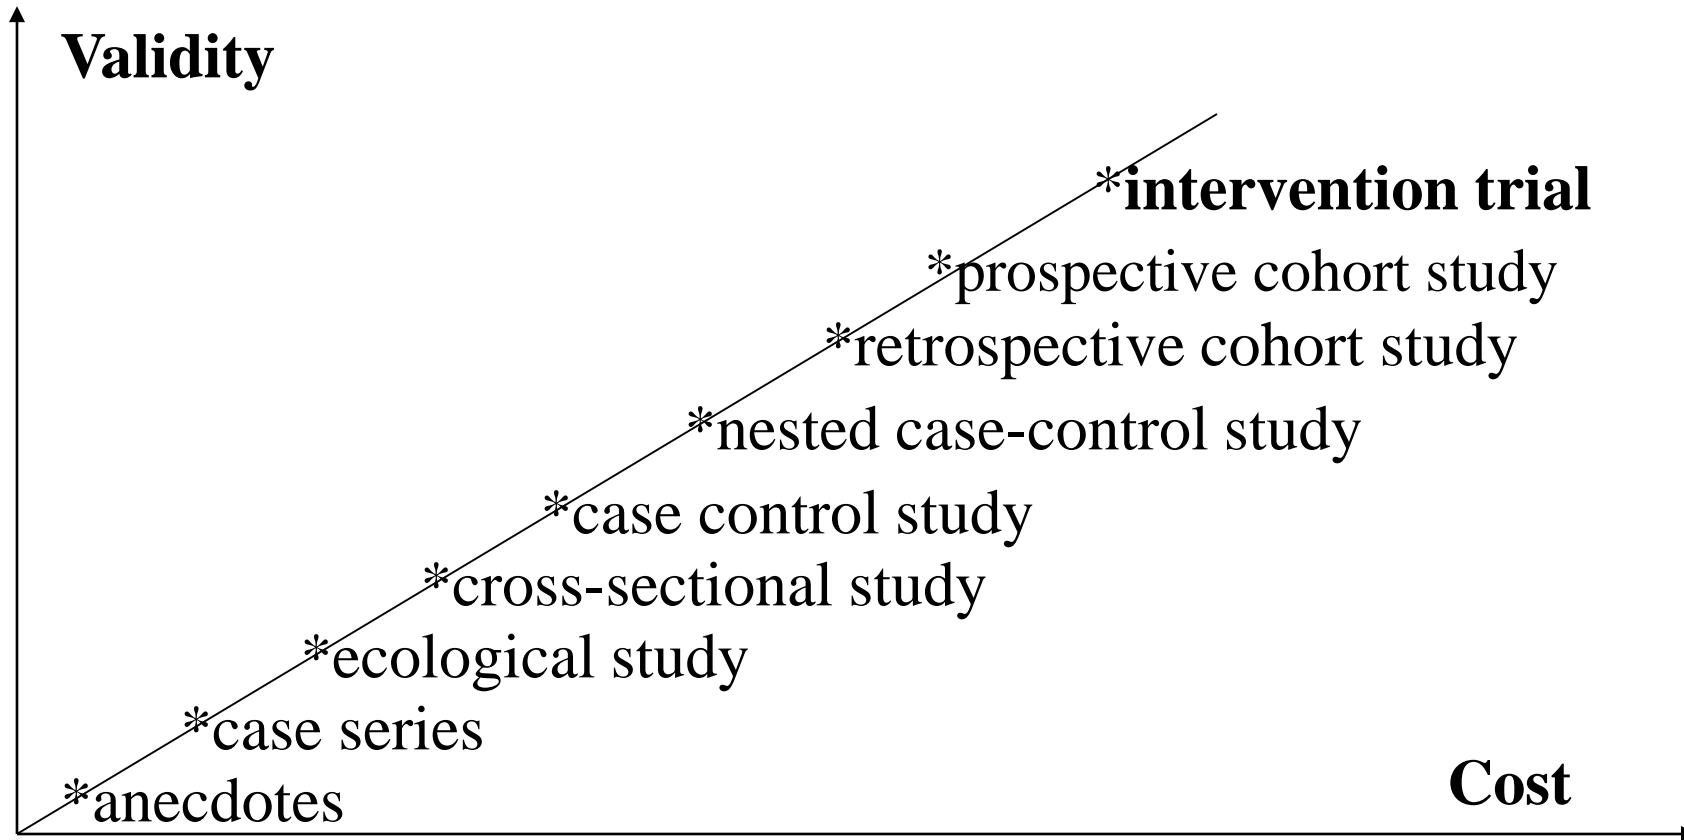 Validity
*intervention trial
*prospective cohort study
*retrospective cohort study
*nested case-control study
*case control study
*cross-sectional study
*ecological study
*case series
Cost
*anecdotes